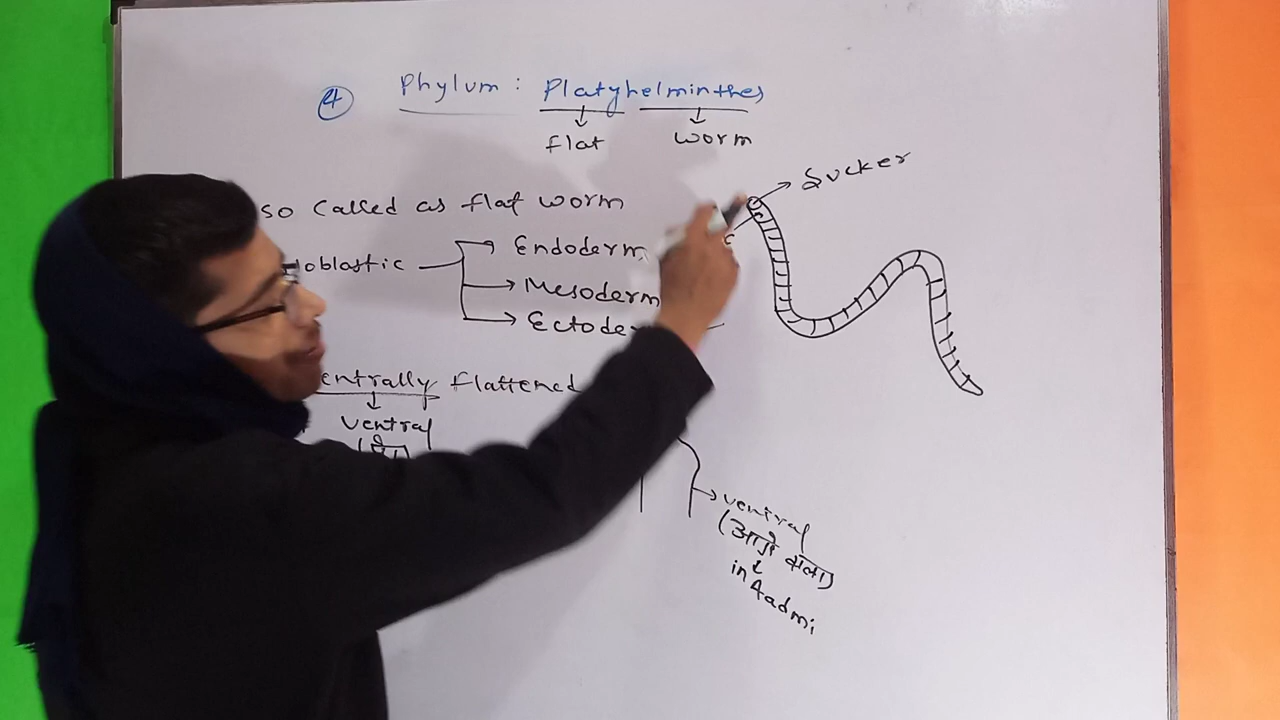 4 Phylum : Platyhelminthes
flat worm
so called as flat worm
oblastic
Endoderm
Mesoderm
Ectode
entrally flattened
ventral
Sucker
ventral
(आगे वाला)
in Aadmi